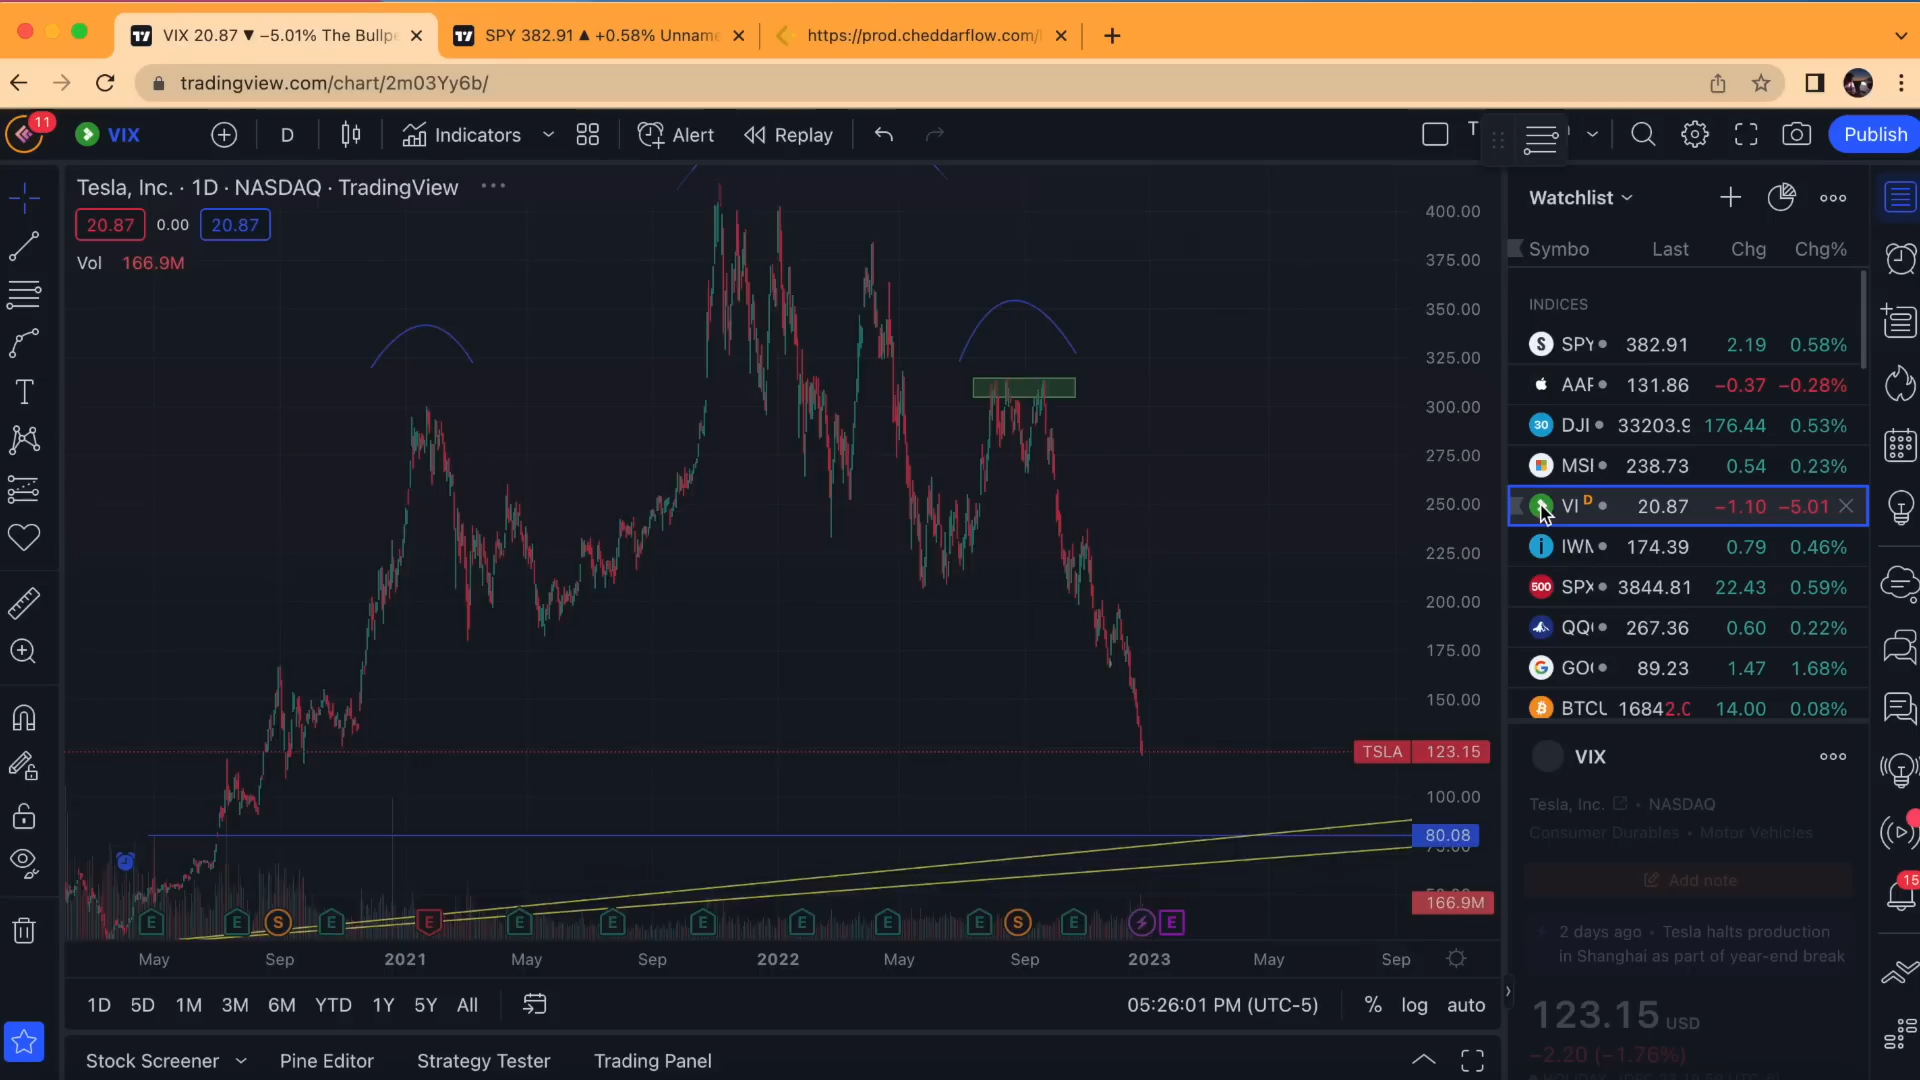 VIX 20.87 ▼ −5.01% The Bullpe
SPY 382.91 ▲ +0.58% Unnam
https://prod.cheddarflow.com/
tradingview.com/chart/2m03Yy6b/
11
VIX
D
Indicators
Alert
Replay
T
Publish
Tesla, Inc. · 1D · NASDAQ · TradingView
20.87 0.00 20.87
Vol 166.9M
400.00
375.00
350.00
325.00
300.00
275.00
250.00
225.00
200.00
175.00
150.00
TSLA 123.15
100.00
80.08
166.9M
E E S E E E E E E E E S E E
May Sep 2021 May Sep 2022 May Sep 2023 May Sep
1D 5D 1M 3M 6M YTD 1Y 5Y All
05:26:01 PM (UTC-5) % log auto
Stock Screener Pine Editor Strategy Tester Trading Panel
Watchlist
Symbo Last Chg Chg%
INDICES
SPY 382.91 2.19 0.58%
AAP 131.86 −0.37 −0.28%
30 DJI 33203.9 176.44 0.53%
MSI 238.73 0.54 0.23%
VI D 20.87 −1.10 −5.01
IWM 174.39 0.79 0.46%
500 SPX 3844.81 22.43 0.59%
QQ 267.36 0.60 0.22%
GO 89.23 1.47 1.68%
BTCU 16842.0 14.00 0.08%
VIX
Tesla, Inc. • NASDAQ
Consumer Durables • Motor Vehicles
Add note
2 days ago • Tesla halts production
in Shanghai as part of year-end break
123.15 USD
−2.20 (−1.76%)
15